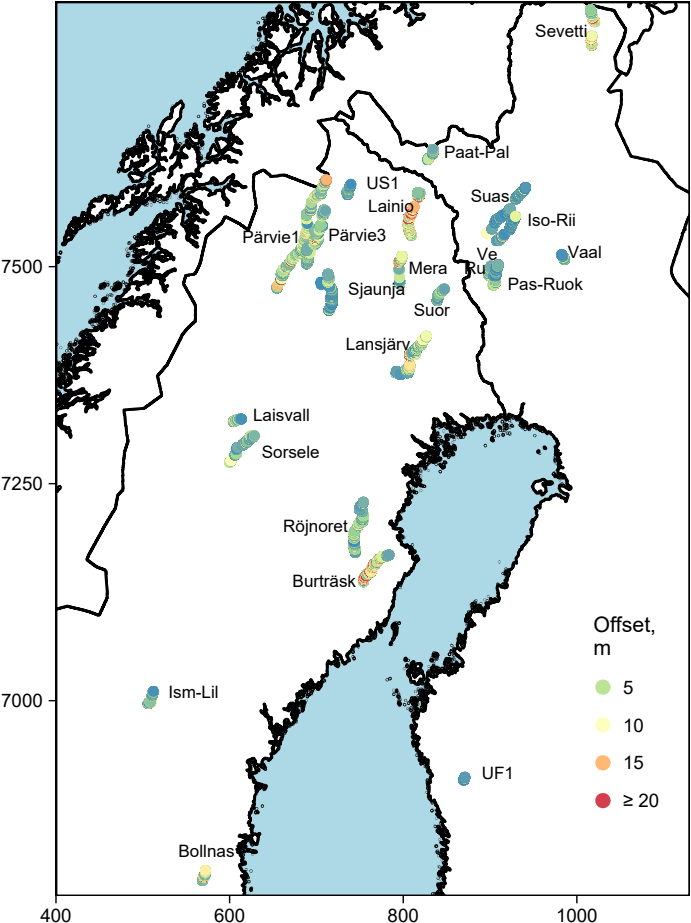 Sevetti
Paat-Pal
US1
Lainio
Suas
Iso-Rii
Pärvie1
Pärvie3
Ve
Vaal
7500
Mera
Ru
Pas-Ruok
Sjaunja
Suor
Lansjärv
Laisvall
Sorsele
7250
Röjnoret
Burträsk
Offset,
m
5
Ism-Lil
7000
10
15
UF1
≥ 20
Bollnas
400
600
800
1000